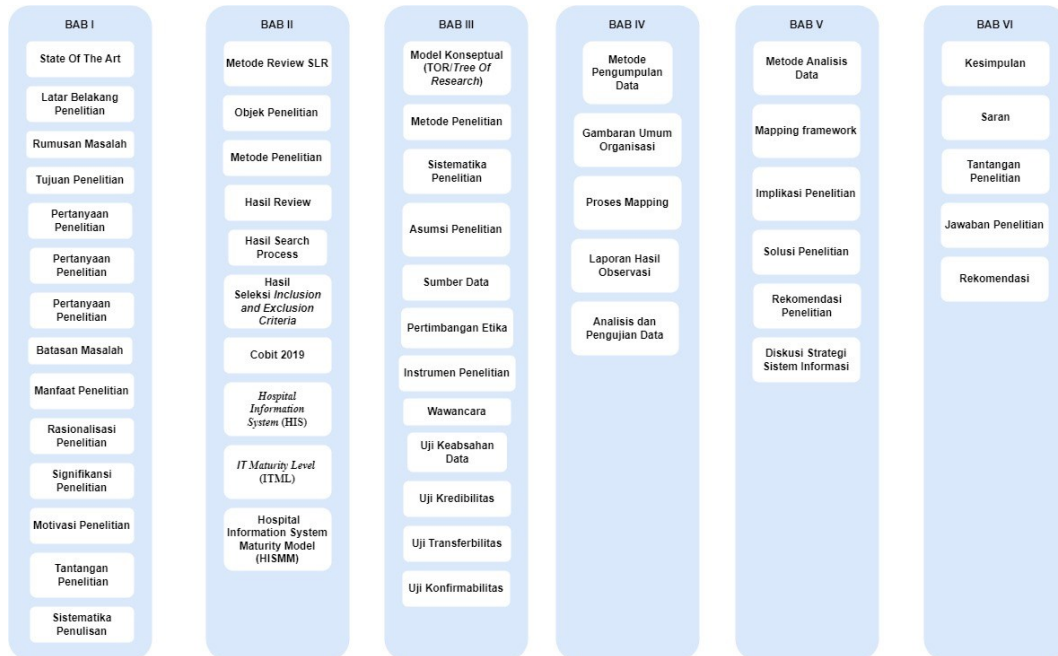 BAB I
State Of The Art
Latar Belakang
Penelitian
Rumusan Masalah
Tujuan Penelitian
Pertanyaan
Penelitian
Pertanyaan
Penelitian
Pertanyaan
Penelitian
Batasan Masalah
Manfaat Penelitian
Rasionalisasi
Penelitian
Signifikansi
Penelitian
Motivasi Penelitian
Tantangan
Penelitian
Sistematika
Penulisan
BAB II
Metode Review SLR
Objek Penelitian
Metode Penelitian
Hasil Review
Hasil Search
Process
Hasil
Seleksi Inclusion
and Exclusion
Criteria
Cobit 2019
Hospital
Information
System (HIS)
IT Maturity Level
(ITML)
Hospital
Information System
Maturity Model
(HISMM)
BAB III
Model Konseptual
(TOR/Tree Of
Research)
Metode Penelitian
Sistematika
Penelitian
Asumsi Penelitian
Sumber Data
Pertimbangan Etika
Instrumen Penelitian
Wawancara
Uji Keabsahan
Data
Uji Kredibilitas
Uji Transferbilitas
Uji Konfirmabilitas
BAB IV
Metode
Pengumpulan
Data
Gambaran Umum
Organisasi
Proses Mapping
Laporan Hasil
Observasi
Analisis dan
Pengujian Data
BAB V
Metode Analisis
Data
Mapping framework
Implikasi Penelitian
Solusi Penelitian
Rekomendasi
Penelitian
Diskusi Strategi
Sistem Informasi
BAB VI
Kesimpulan
Saran
Tantangan
Penelitian
Jawaban Penelitian
Rekomendasi